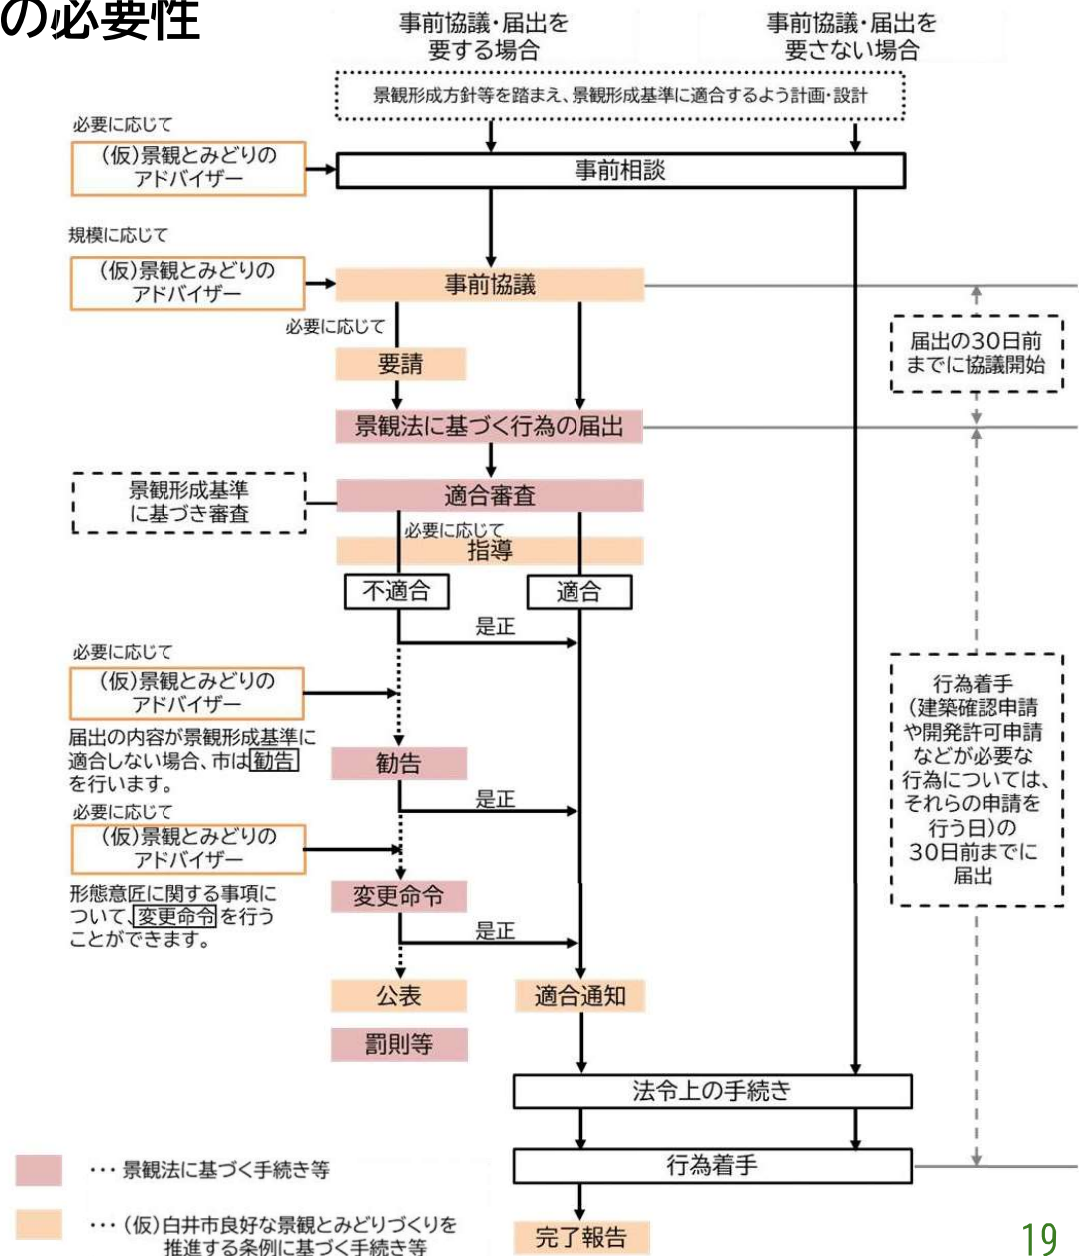 の必要性
事前協議・届出を
要する場合
事前協議・届出を
要さない場合
景観形成方針等を踏まえ、景観形成基準に適合するよう計画・設計
必要に応じて
(仮)景観とみどりの
アドバイザー
事前相談
規模に応じて
(仮)景観とみどりの
アドバイザー
事前協議
必要に応じて
要請
届出の30日前
までに協議開始
景観法に基づく行為の届出
景観形成基準
に基づき審査
適合審査
必要に応じて
指導
不適合
適合
是正
必要に応じて
(仮)景観とみどりの
アドバイザー
届出の内容が景観形成基準に
適合しない場合、市は勧告
を行います。
勧告
是正
必要に応じて
(仮)景観とみどりの
アドバイザー
形態意匠に関する事項に
ついて、変更命令を行う
ことができます。
変更命令
是正
行為着手
(建築確認申請
や開発許可申請
などが必要な
行為については、
それらの申請を
行う日)の
30日前までに
届出
公表
適合通知
罰則等
法令上の手続き
行為着手
完了報告
・・・景観法に基づく手続き等
・・・(仮)白井市良好な景観とみどりづくりを
推進する条例に基づく手続き等
19